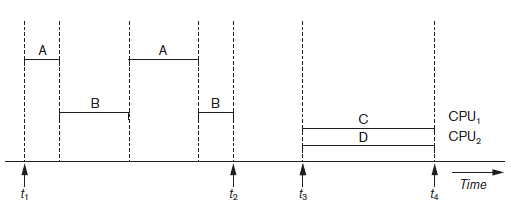 A A
B B
C CPU₁
D CPU₂
Time
t₁ t₂ t₃ t₄